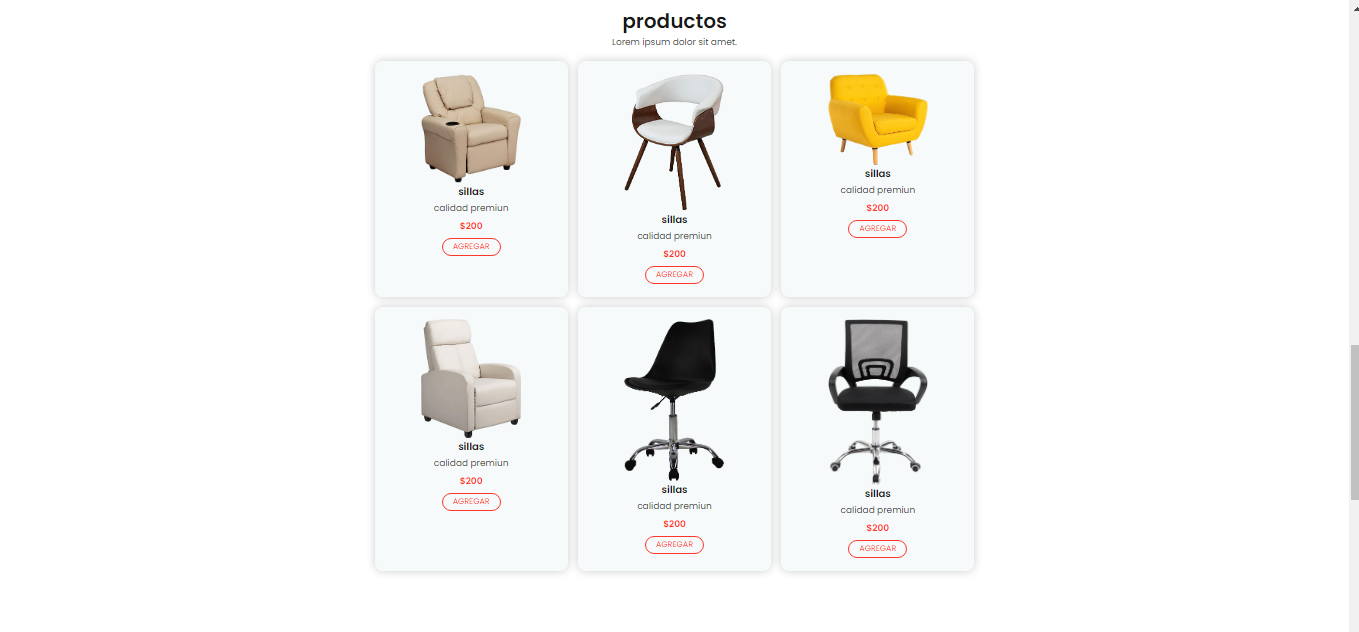 productos
Lorem ipsum dolor sit amet.
sillas
calidad premiun
$200
AGREGAR
sillas
calidad premiun
$200
AGREGAR
sillas
calidad premiun
$200
AGREGAR
sillas
calidad premiun
$200
AGREGAR
sillas
calidad premiun
$200
AGREGAR
sillas
calidad premiun
$200
AGREGAR